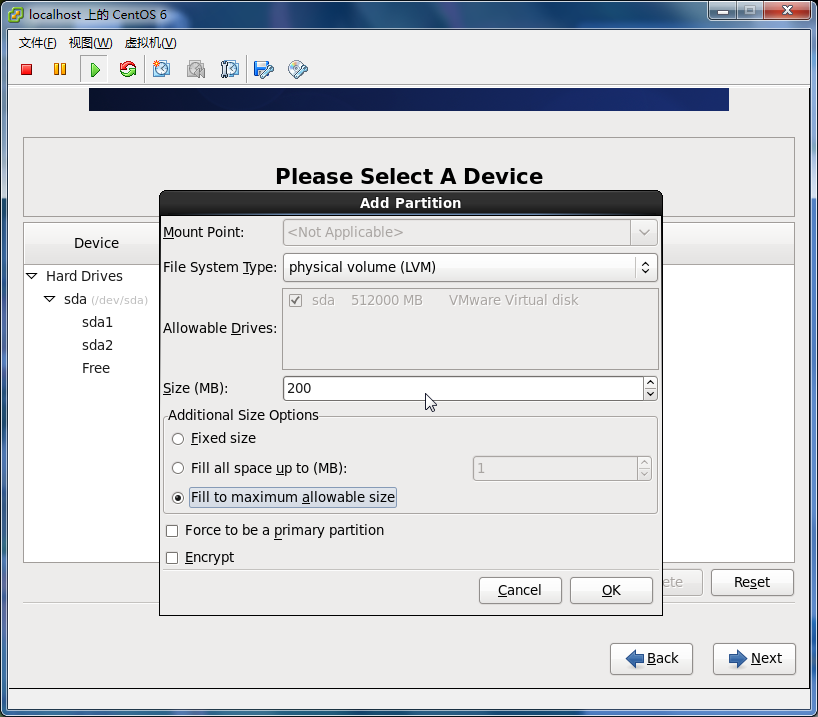 localhost 上的 CentOS 6
文件(F) 视图(W) 虚拟机(V)
Please Select A Device
Add Partition
Mount Point: <Not Applicable>
File System Type: physical volume (LVM)
Allowable Drives: sda 512000 MB VMware Virtual disk
Size (MB): 200
Additional Size Options
Fixed size
Fill all space up to (MB): 1
Fill to maximum allowable size
Force to be a primary partition
Encrypt
Cancel OK
Device
Hard Drives
sda (/dev/sda)
sda1
sda2
Free
Reset
Back Next